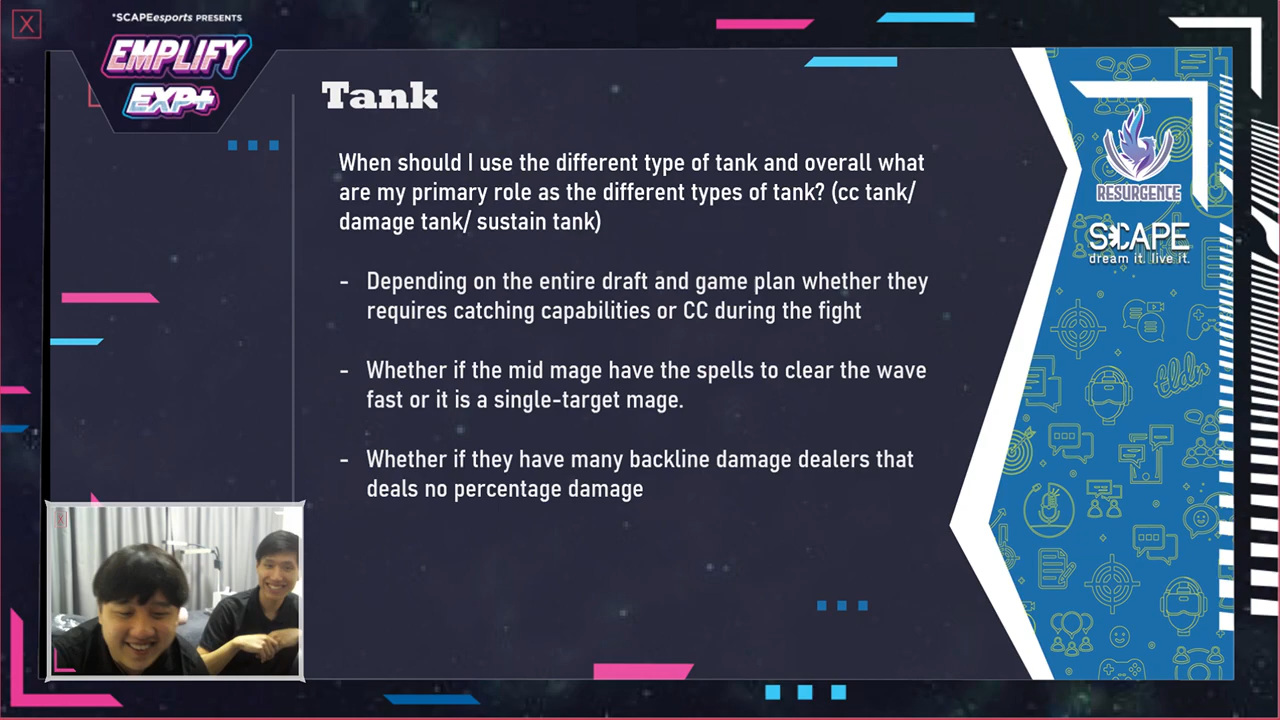 *SCAPEesports PRESENTS
EMPLIFY
EXP+
Tank
When should I use the different type of tank and overall what
are my primary role as the different types of tank? (cc tank/
damage tank/ sustain tank)
- Depending on the entire draft and game plan whether they
requires catching capabilities or CC during the fight
- Whether if the mid mage have the spells to clear the wave
fast or it is a single-target mage.
- Whether if they have many backline damage dealers that
deals no percentage damage
RESURGENCE
S*CAPE
dream it. live it.